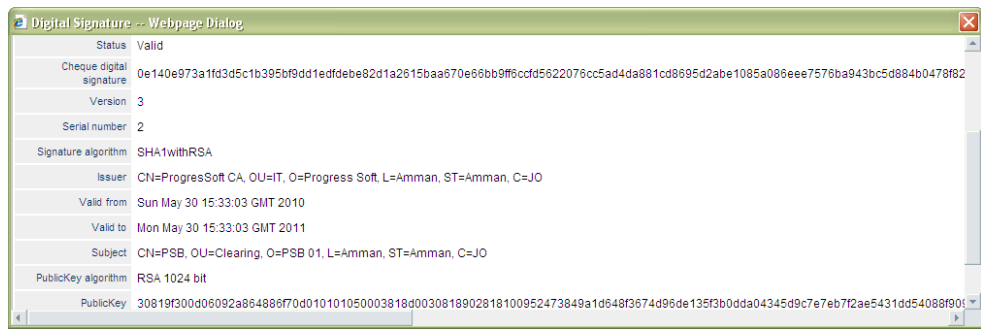 Digital Signature -- Webpage Dialog
Status Valid
Cheque digital signature 0e140e973a1fd3d5c1b395bf9dd1edfdebe82d1a2615baa670e66bb9ff6ccfd5622076cc5ad4da881cd8695d2abe1085a086eee7576ba943bc5d884b0478f82
Version 3
Serial number 2
Signature algorithm SHA1withRSA
Issuer CN=ProgresSoft CA, OU=IT, O=Progress Soft, L=Amman, ST=Amman, C=JO
Valid from Sun May 30 15:33:03 GMT 2010
Valid to Mon May 30 15:33:03 GMT 2011
Subject CN=PSB, OU=Clearing, O=PSB 01, L=Amman, ST=Amman, C=JO
PublicKey algorithm RSA 1024 bit
PublicKey 30819f300d06092a864886f70d010101050003818d0030818902818100952473849a1d648f3674d96de135f3b0dda04345d9c7e7eb7f2ae5431dd54088f909